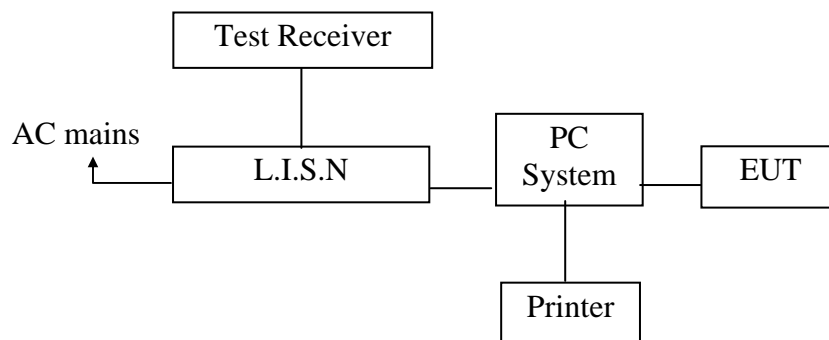 Test Receiver
AC mains
L.I.S.N
PC
System
EUT
Printer